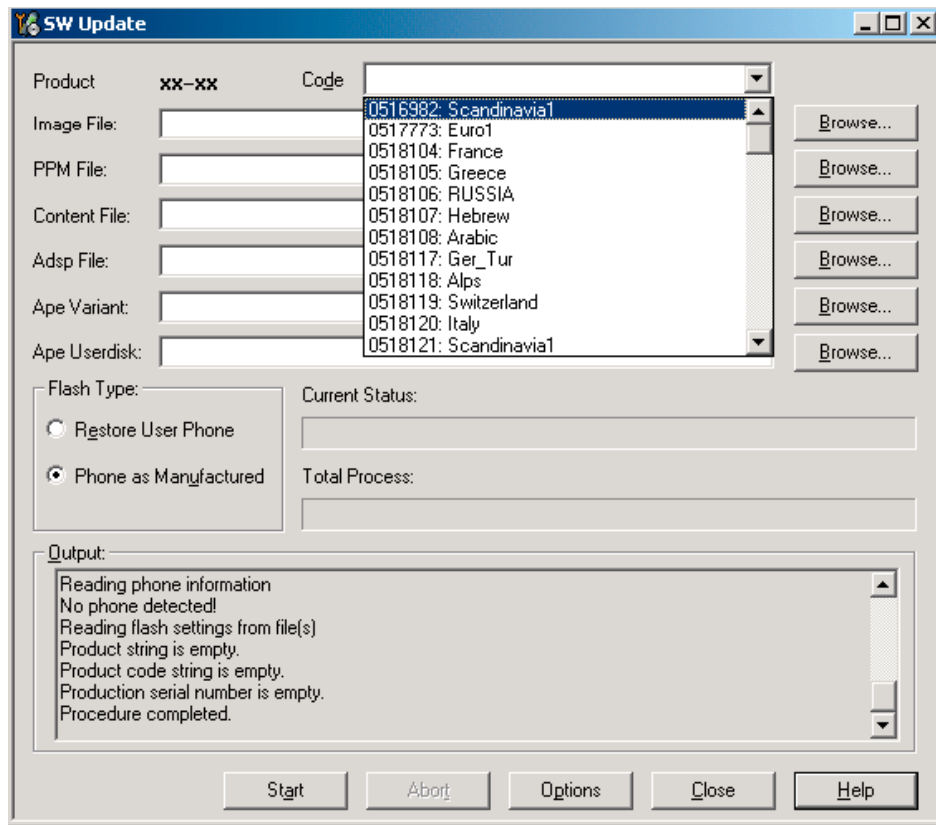 SW Update
Product xx-xx Code
0516982: Scandinavia1
0517773: Euro1
0518104: France
0518105: Greece
0518106: RUSSIA
0518107: Hebrew
0518108: Arabic
0518117: Ger_Tur
0518118: Alps
0518119: Switzerland
0518120: Italy
0518121: Scandinavia1
Image File: Browse...
PPM File: Browse...
Content File: Browse...
Adsp File: Browse...
Ape Variant: Browse...
Ape Userdisk: Browse...
Flash Type:
Restore User Phone
Phone as Manufactured
Current Status:
Total Process:
Output:
Reading phone information
No phone detected!
Reading flash settings from file(s)
Product string is empty.
Product code string is empty.
Production serial number is empty.
Procedure completed.
Start Abort Options Close Help